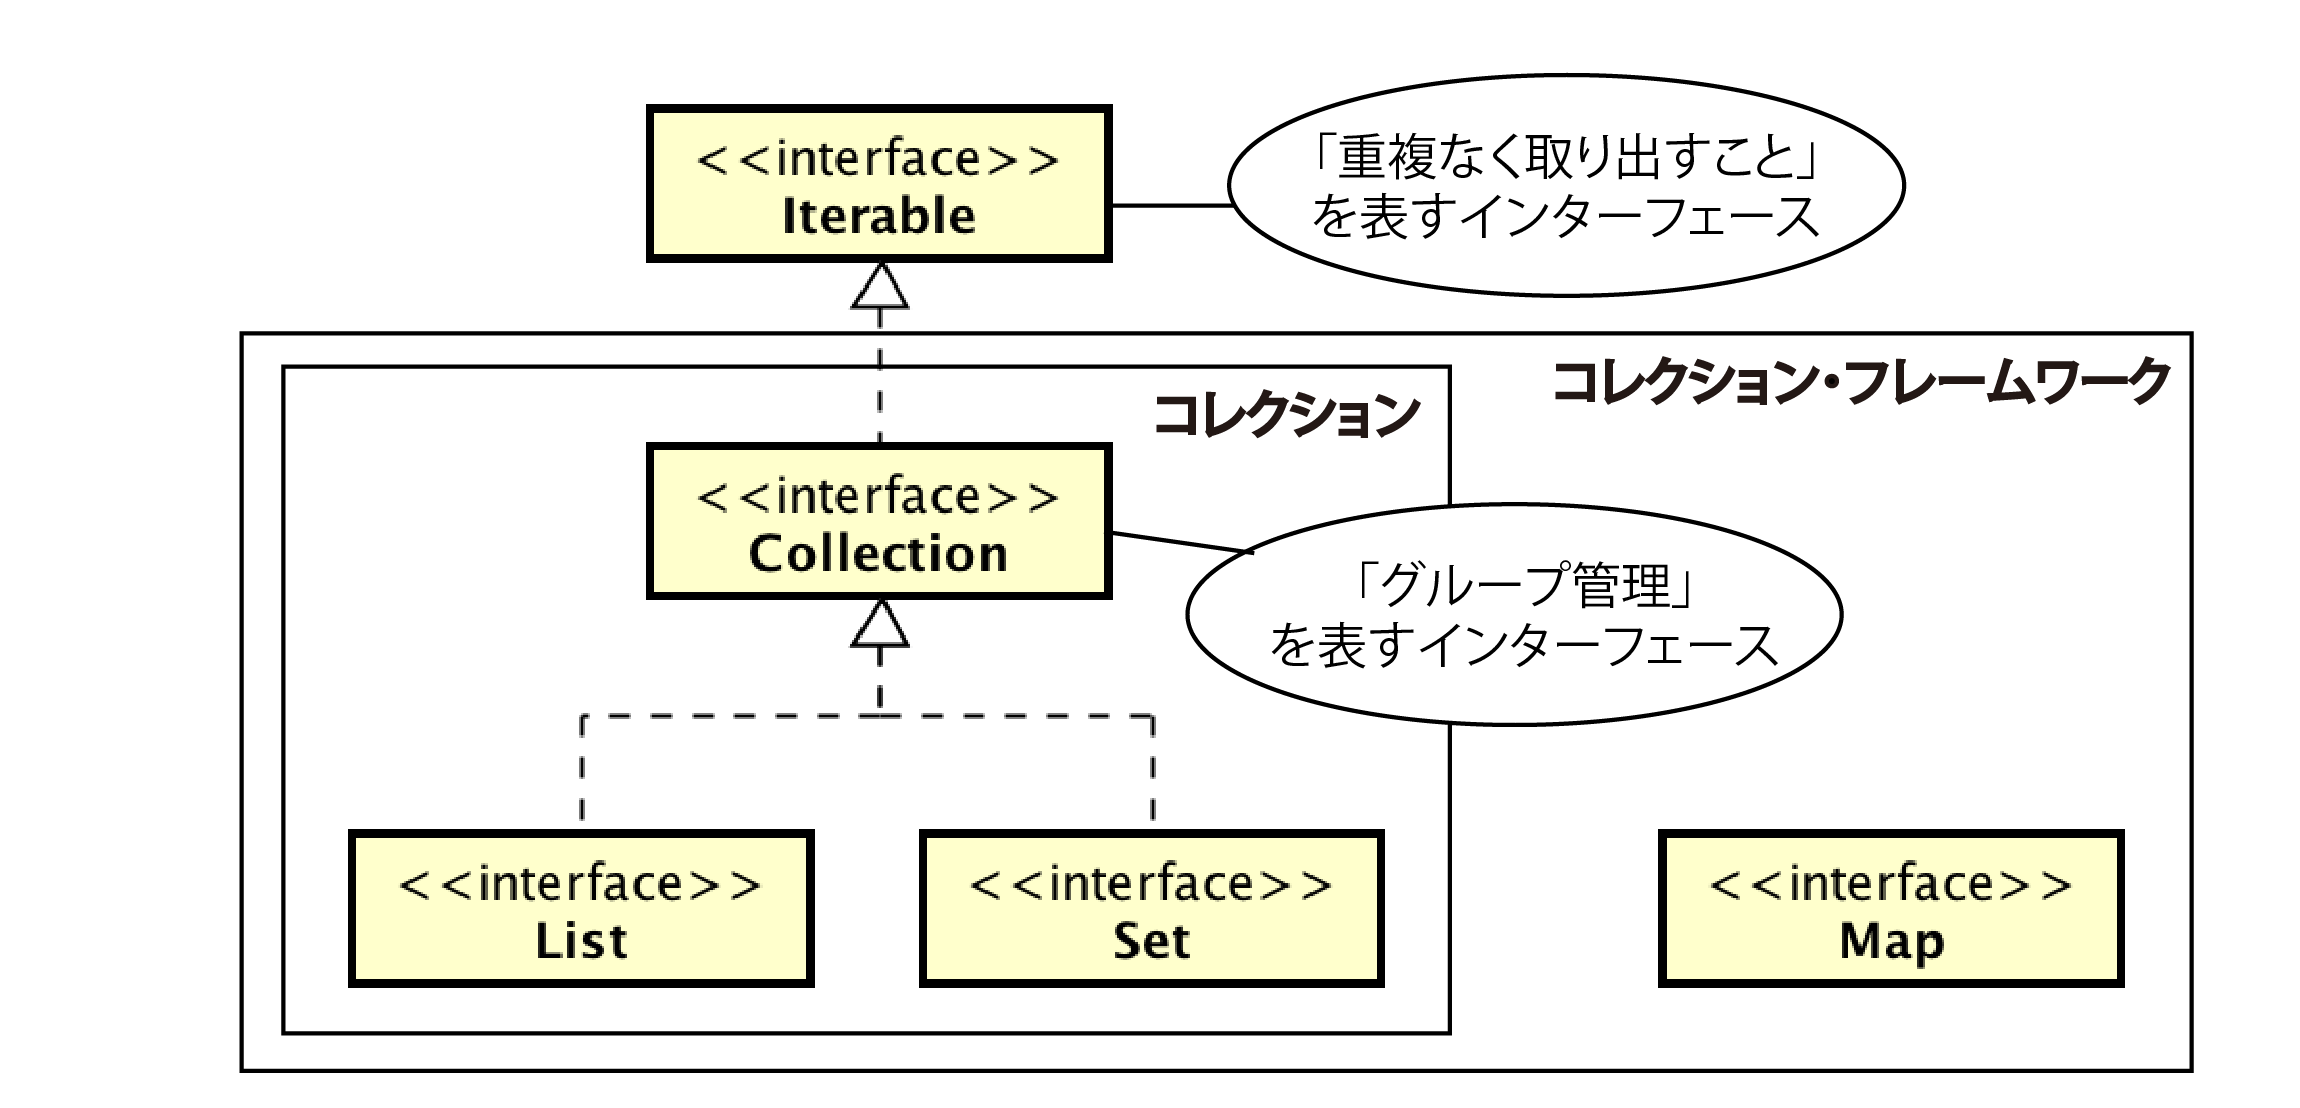 <<interface>>
Iterable
「重複なく取り出すこと」
を表すインターフェース
コレクション・フレームワーク
コレクション
<<interface>>
Collection
「グループ管理」
を表すインターフェース
<<interface>>
List
<<interface>>
Set
<<interface>>
Map